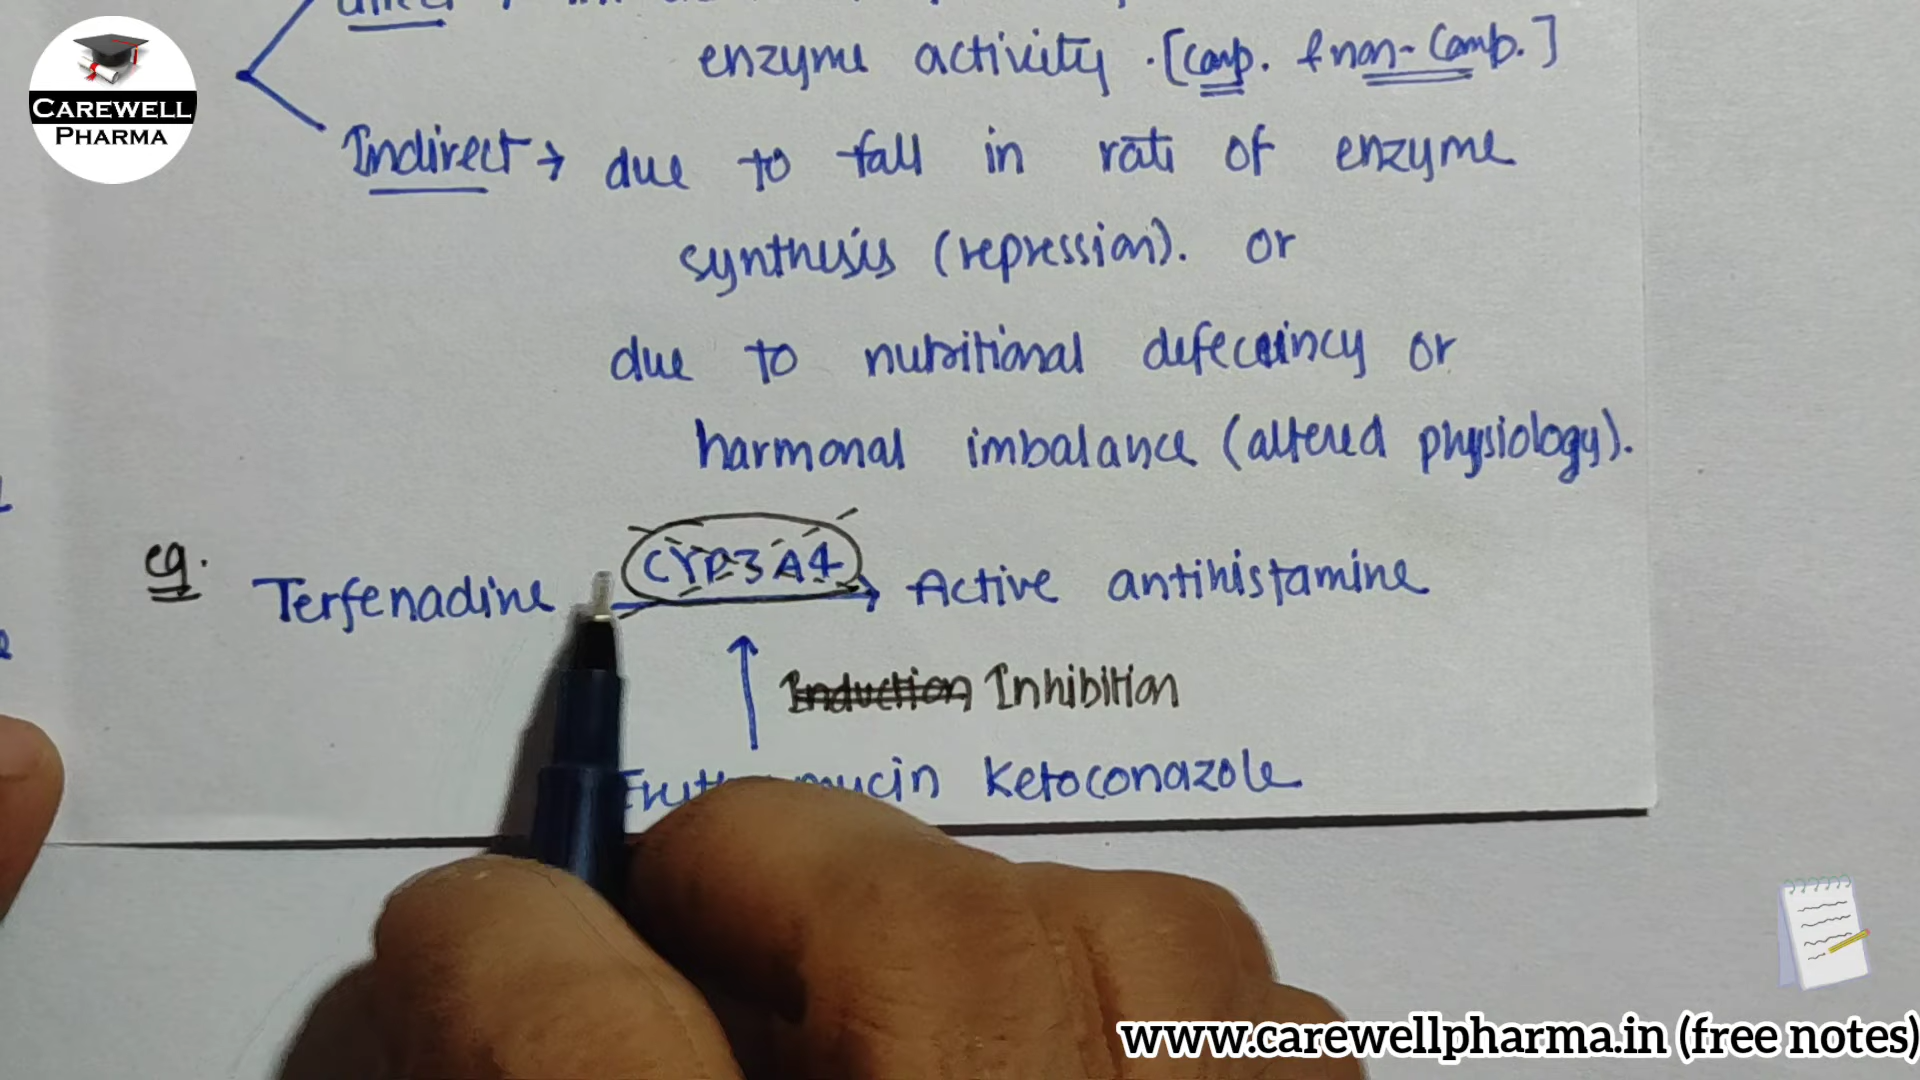 CAREWELL
PHARMA
enzyme activity. [Comp. & non-Comp.]
Indirect → due to fall in rate of enzyme
synthesis (repression). or
due to nutritional defeciincy or
harmonal imbalance (altered physiology).
eg.
Terfenadine CYP3A4 → Active antihistamine
↑ Induction Inhibition
Ketoconazole
www.carewellpharma.in (free notes)